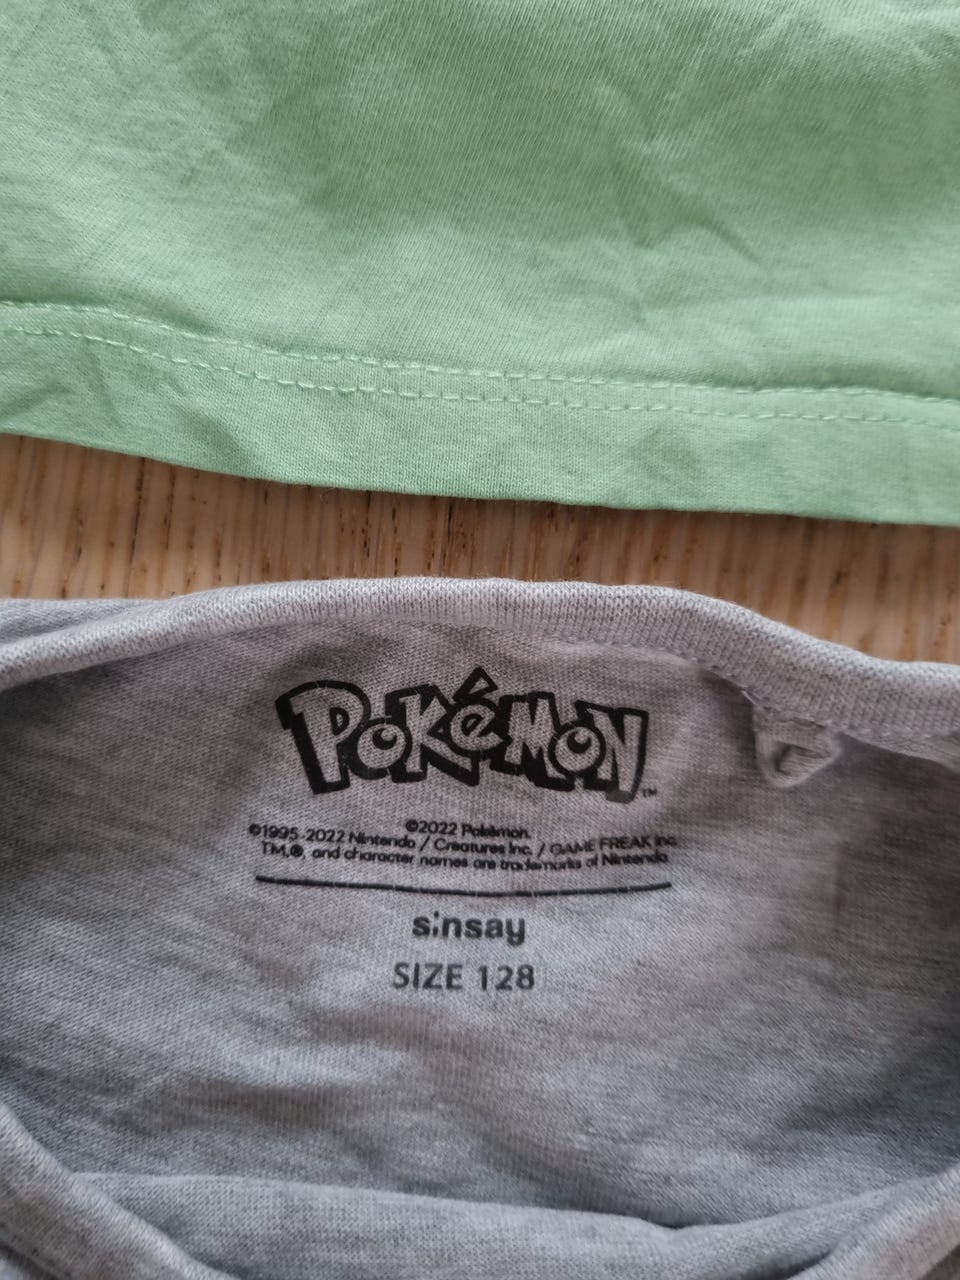 POKéMON™
©2022 Pokémon.
©1995-2022 Nintendo / Creatures Inc. / GAME FREAK inc.
TM,®, and character names are trademarks of Nintendo.
sinsay
SIZE 128